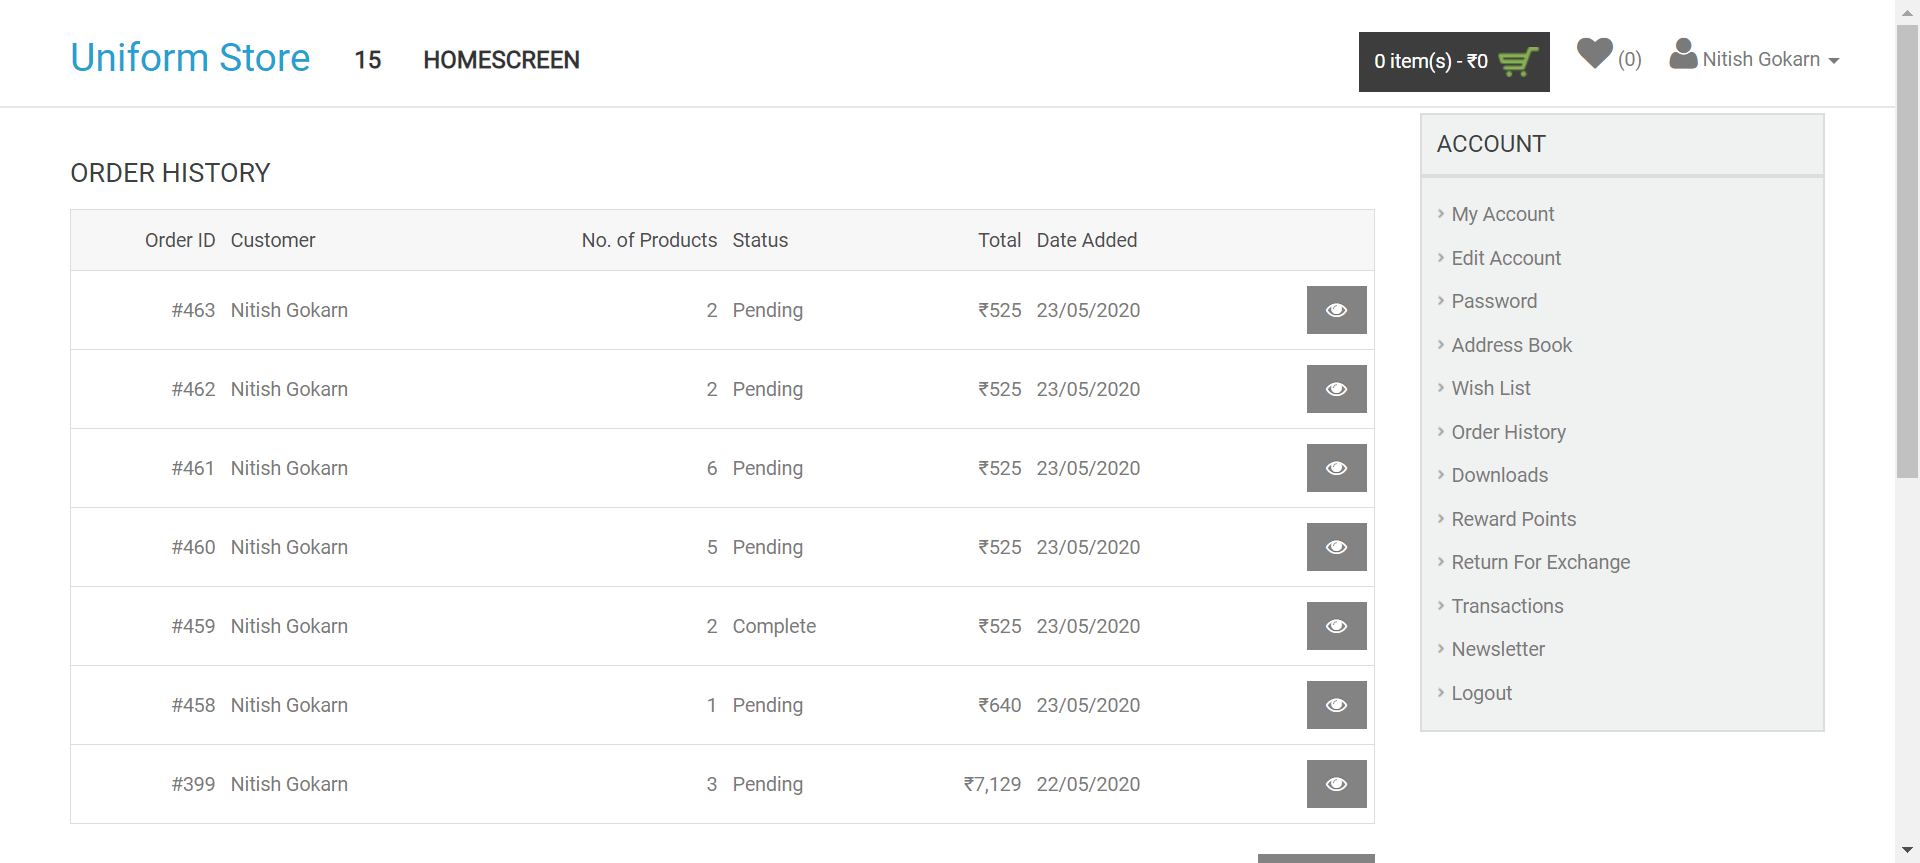 Uniform Store 15 HOMESCREEN 0 item(s) - ₹0 (0) Nitish Gokarn
ORDER HISTORY
Order ID Customer No. of Products Status Total Date Added
#463 Nitish Gokarn 2 Pending ₹525 23/05/2020
#462 Nitish Gokarn 2 Pending ₹525 23/05/2020
#461 Nitish Gokarn 6 Pending ₹525 23/05/2020
#460 Nitish Gokarn 5 Pending ₹525 23/05/2020
#459 Nitish Gokarn 2 Complete ₹525 23/05/2020
#458 Nitish Gokarn 1 Pending ₹640 23/05/2020
#399 Nitish Gokarn 3 Pending ₹7,129 22/05/2020
ACCOUNT
My Account
Edit Account
Password
Address Book
Wish List
Order History
Downloads
Reward Points
Return For Exchange
Transactions
Newsletter
Logout